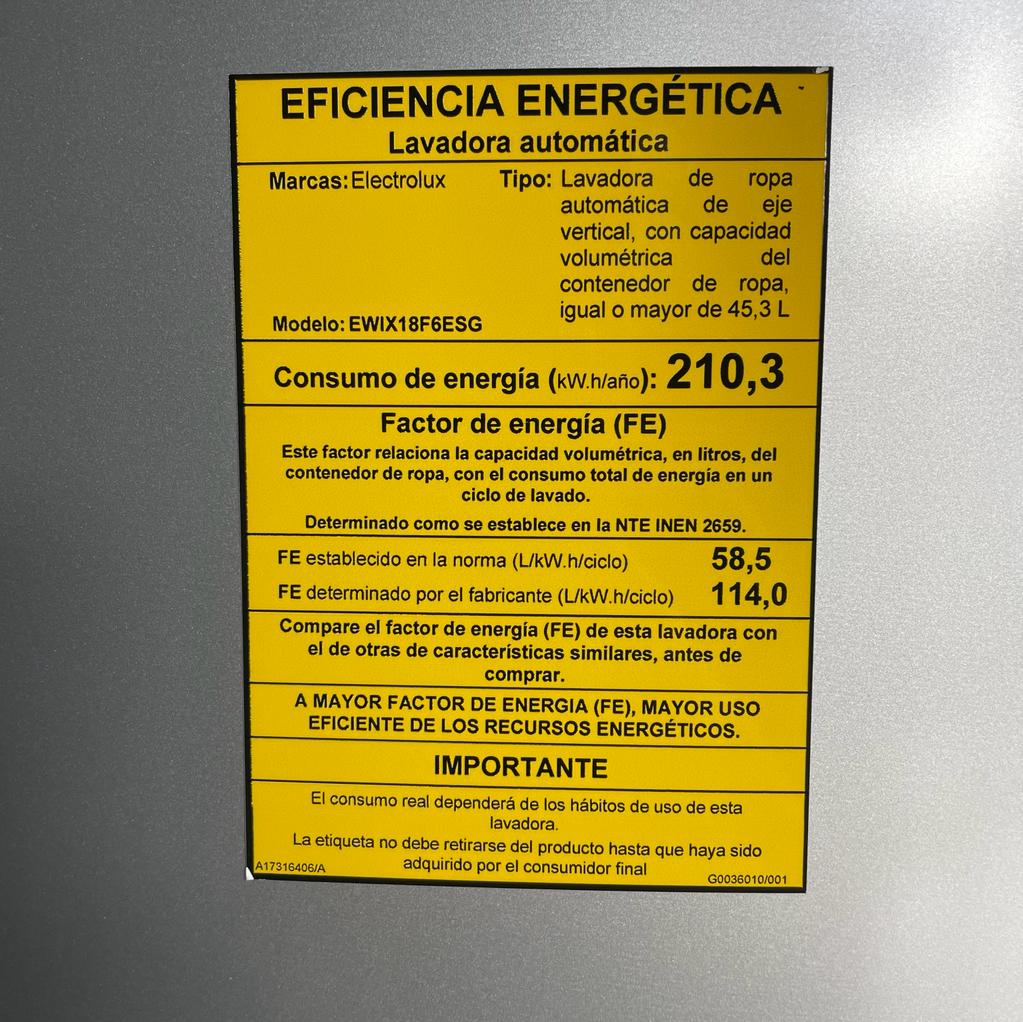 EFICIENCIA ENERGÉTICA
Lavadora automática
Marcas: Electrolux
Tipo: Lavadora de ropa
automática de eje
vertical, con capacidad
volumétrica del
contenedor de ropa,
igual o mayor de 45,3 L
Modelo: EWIX18F6ESG
Consumo de energía (kW.h/año): 210,3
Factor de energía (FE)
Este factor relaciona la capacidad volumétrica, en litros, del
contenedor de ropa, con el consumo total de energía en un
ciclo de lavado.
Determinado como se establece en la NTE INEN 2659.
FE establecido en la norma (L/kW.h/ciclo) 58,5
FE determinado por el fabricante (L/kW.h/ciclo) 114,0
Compare el factor de energía (FE) de esta lavadora con
el de otras de características similares, antes de
comprar.
A MAYOR FACTOR DE ENERGIA (FE), MAYOR USO
EFICIENTE DE LOS RECURSOS ENERGÉTICOS.
IMPORTANTE
El consumo real dependerá de los hábitos de uso de esta
lavadora.
La etiqueta no debe retirarse del producto hasta que haya sido
adquirido por el consumidor final
A17316406/A
G0036010/001